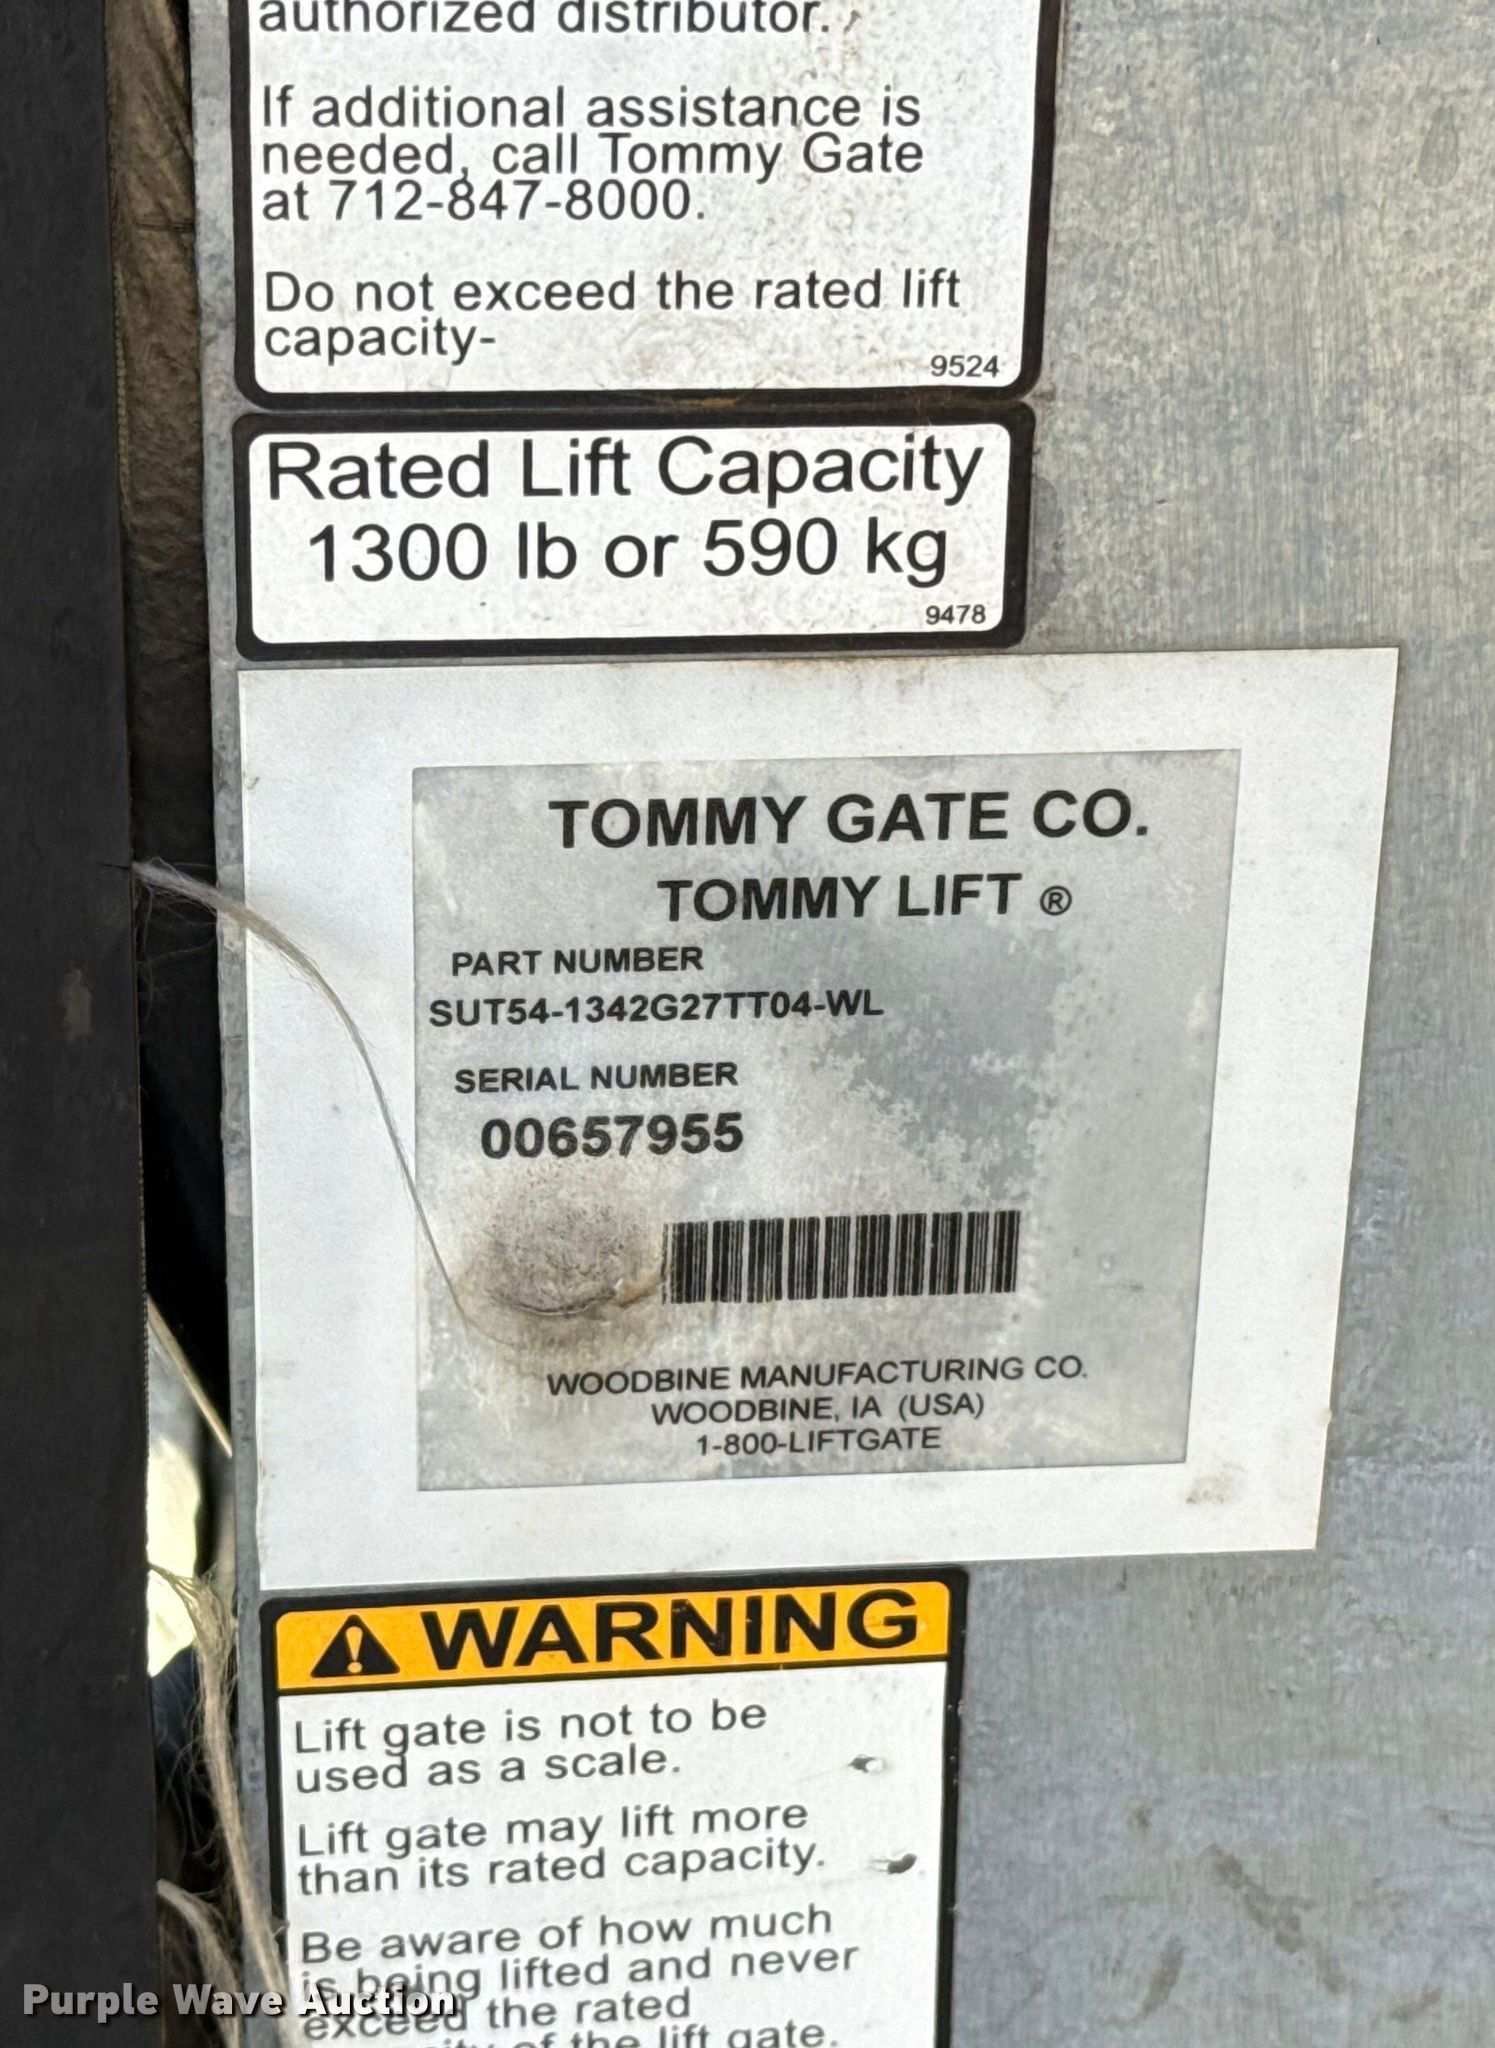 authorized distributor.
If additional assistance is
needed, call Tommy Gate
at 712-847-8000.
Do not exceed the rated lift
capacity-
9524
Rated Lift Capacity
1300 lb or 590 kg
9478
TOMMY GATE CO.
TOMMY LIFT ®
PART NUMBER
SUT54-1342G27TT04-WL
SERIAL NUMBER
00657955
WOODBINE MANUFACTURING CO.
WOODBINE, IA (USA)
1-800-LIFTGATE
WARNING
Lift gate is not to be
used as a scale.
Lift gate may lift more
than its rated capacity.
Be aware of how much
is being lifted and never
exceed the rated
of the lift gate.
Purple Wave Auction